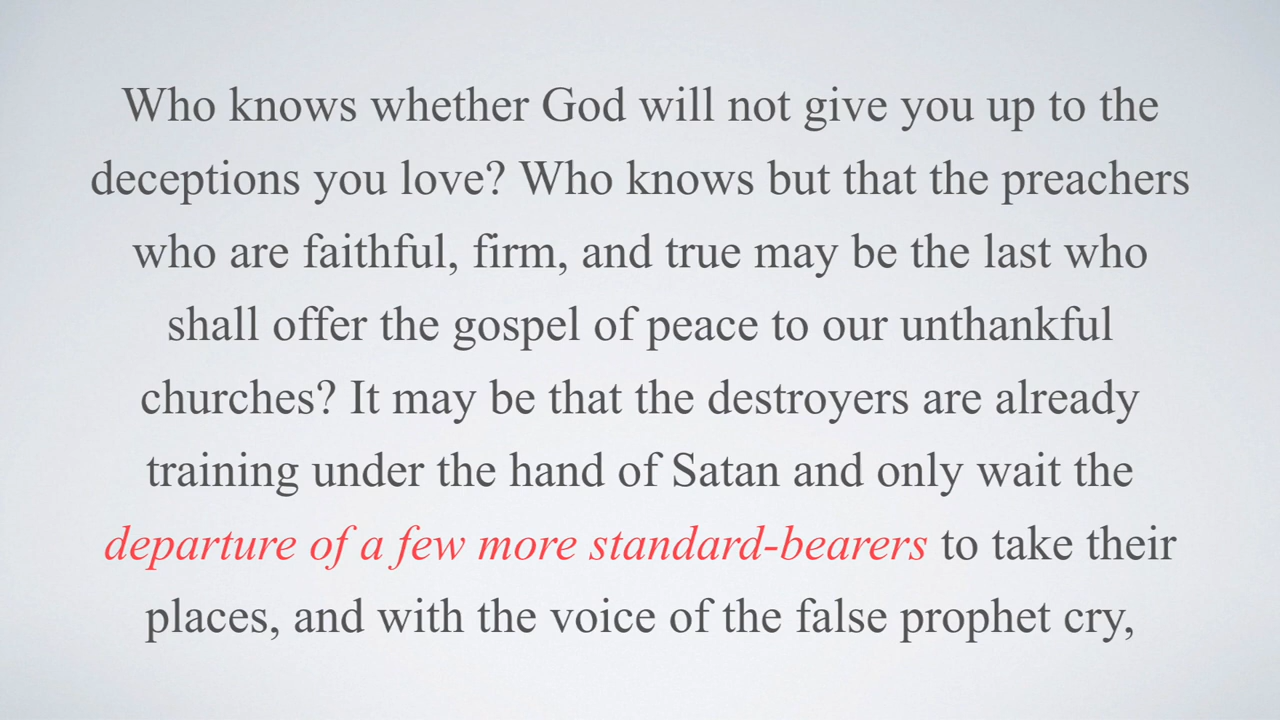 Who knows whether God will not give you up to the
deceptions you love? Who knows but that the preachers
who are faithful, firm, and true may be the last who
shall offer the gospel of peace to our unthankful
churches? It may be that the destroyers are already
training under the hand of Satan and only wait the
departure of a few more standard-bearers to take their
places, and with the voice of the false prophet cry,